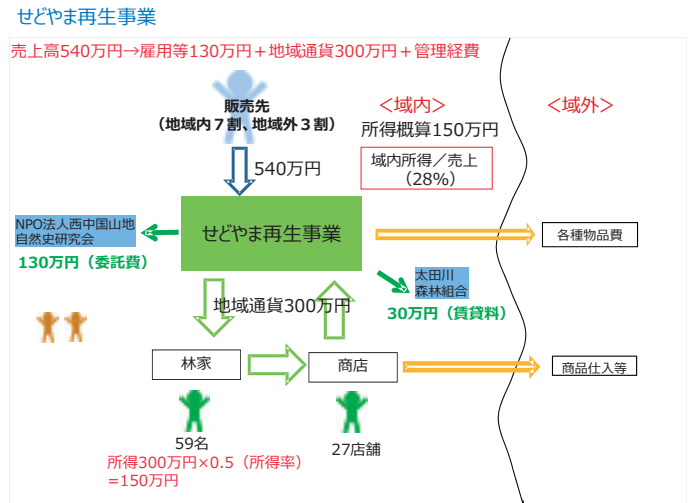 せどやま再生事業
売上高540万円→雇用等130万円＋地域通貨300万円＋管理経費
販売先
（地域内７割、地域外３割）
＜域内＞
＜域外＞
所得概算150万円
域内所得／売上
（28%）
540万円
NPO法人西中国山地
自然史研究会
130万円（委託費）
せどやま再生事業
各種物品費
太田川
森林組合
30万円（賃貸料）
地域通貨300万円
林家
商店
商品仕入等
59名
27店舗
所得300万円×0.5（所得率）
=150万円